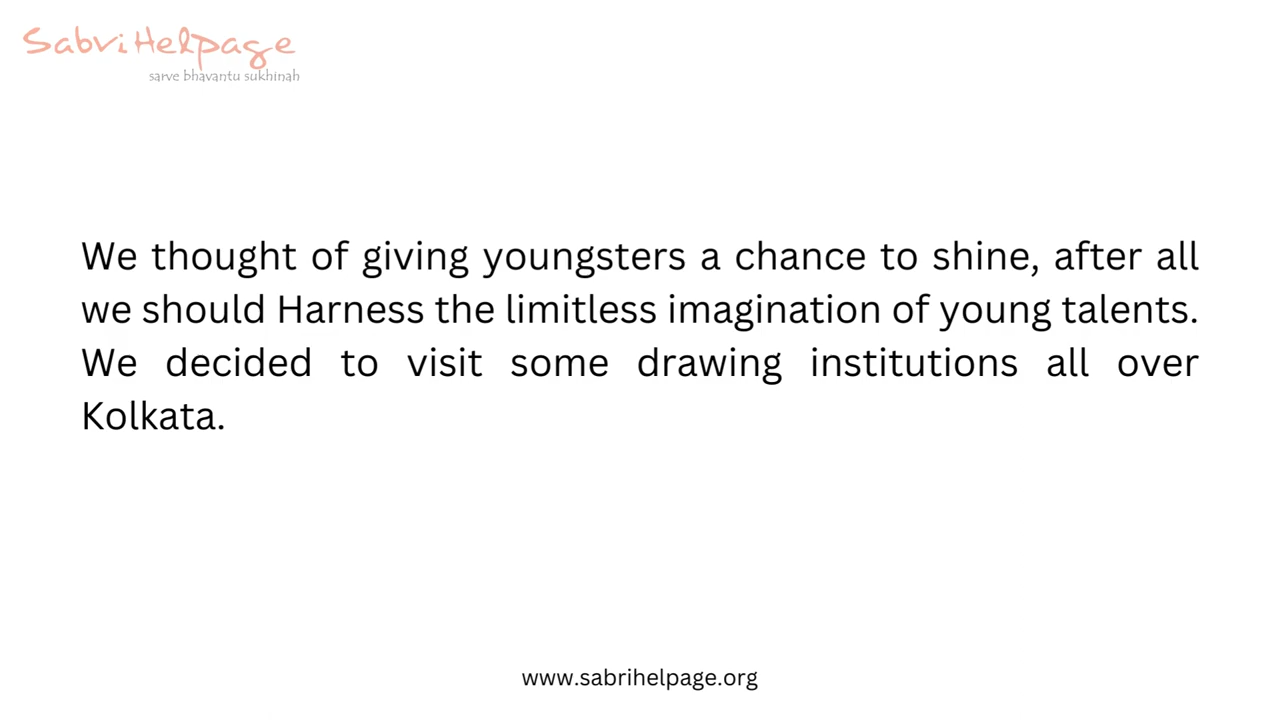 Sabri Helpage
sarve bhavantu sukhinah
We thought of giving youngsters a chance to shine, after all
we should Harness the limitless imagination of young talents.
We decided to visit some drawing institutions all over
Kolkata.
www.sabrihelpage.org